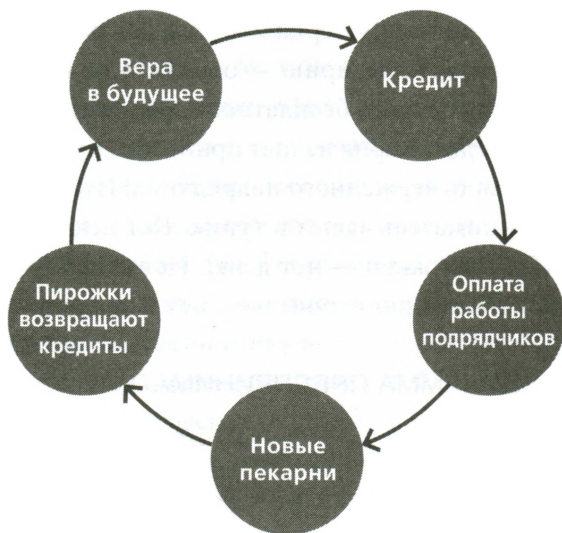 Вера
в будущее
Кредит
Оплата
работы
подрядчиков
Новые
пекарни
Пирожки
возвращают
кредиты